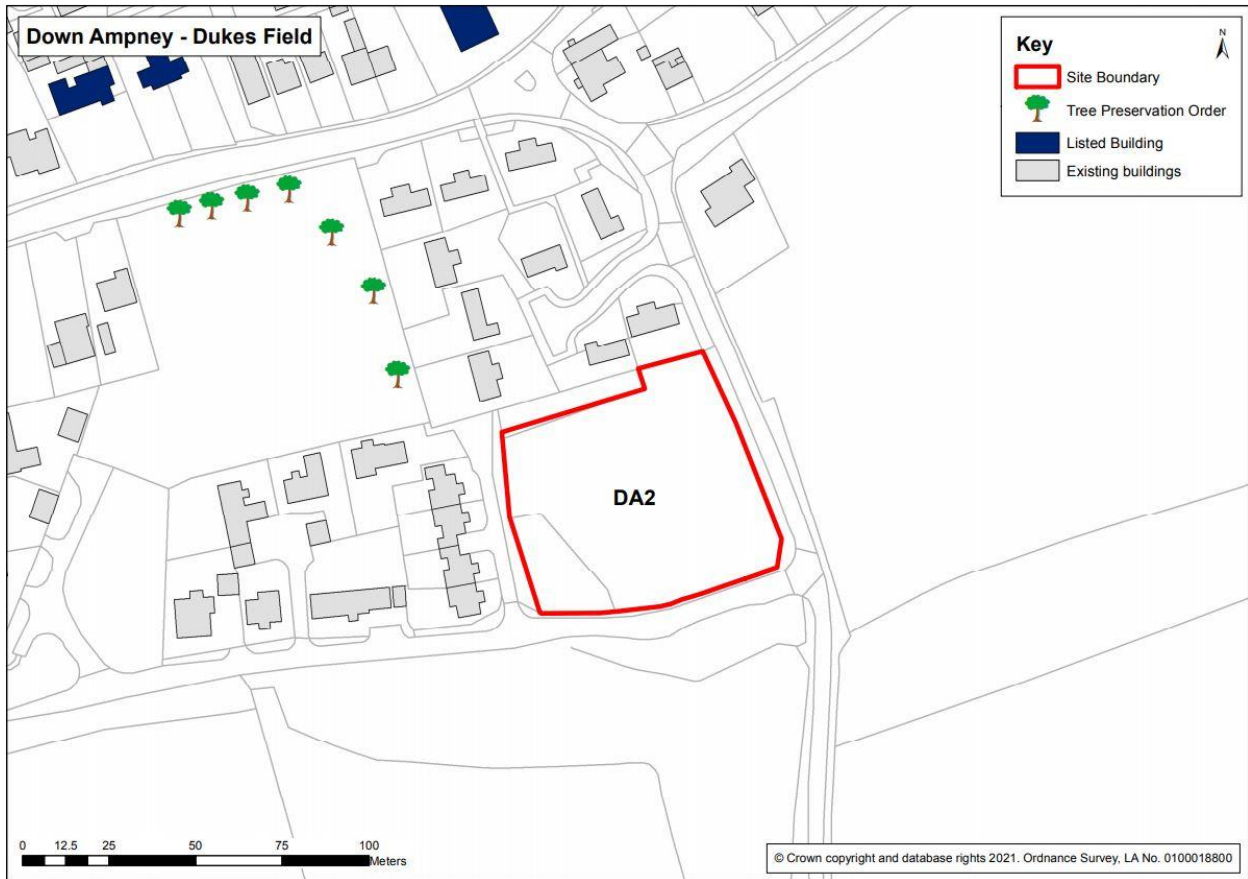 Down Ampney - Dukes Field
Key
N
Site Boundary
Tree Preservation Order
Listed Building
Existing buildings
DA2
0 12.5 25 50 75 100
Meters
© Crown copyright and database rights 2021. Ordnance Survey, LA No. 0100018800